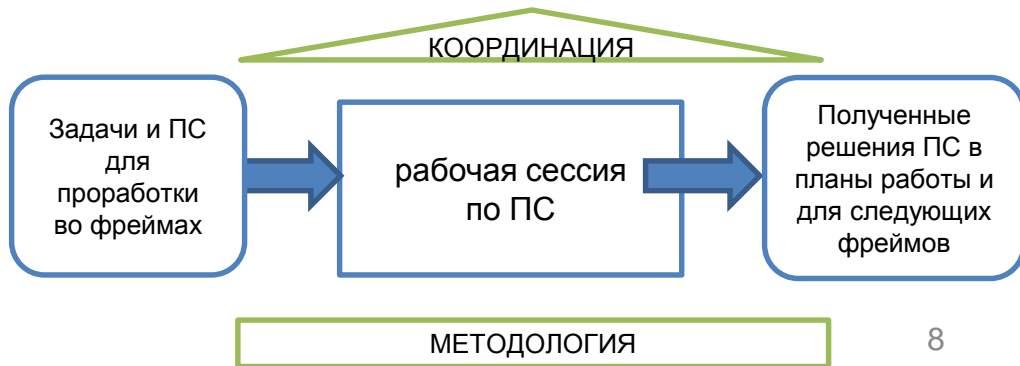 КООРДИНАЦИЯ
Задачи и ПС
для
проработки
во фреймах
рабочая сессия
по ПС
Полученные
решения ПС в
планы работы и
для следующих
фреймов
МЕТОДОЛОГИЯ
8